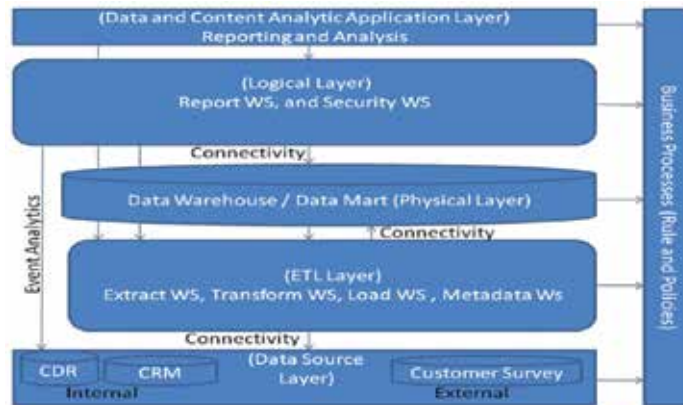 (Data and Content Analytic Application Layer)
Reporting and Analysis
(Logical Layer)
Report WS, and Security WS
Connectivity
Data Warehouse / Data Mart (Physical Layer)
Connectivity
(ETL Layer)
Extract WS, Transform WS, Load WS , Metadata Ws
Connectivity
(Data Source
Layer)
CDR
CRM
Customer Survey
Internal
External
Event Analytics
Business Processes (Rule and Policies)